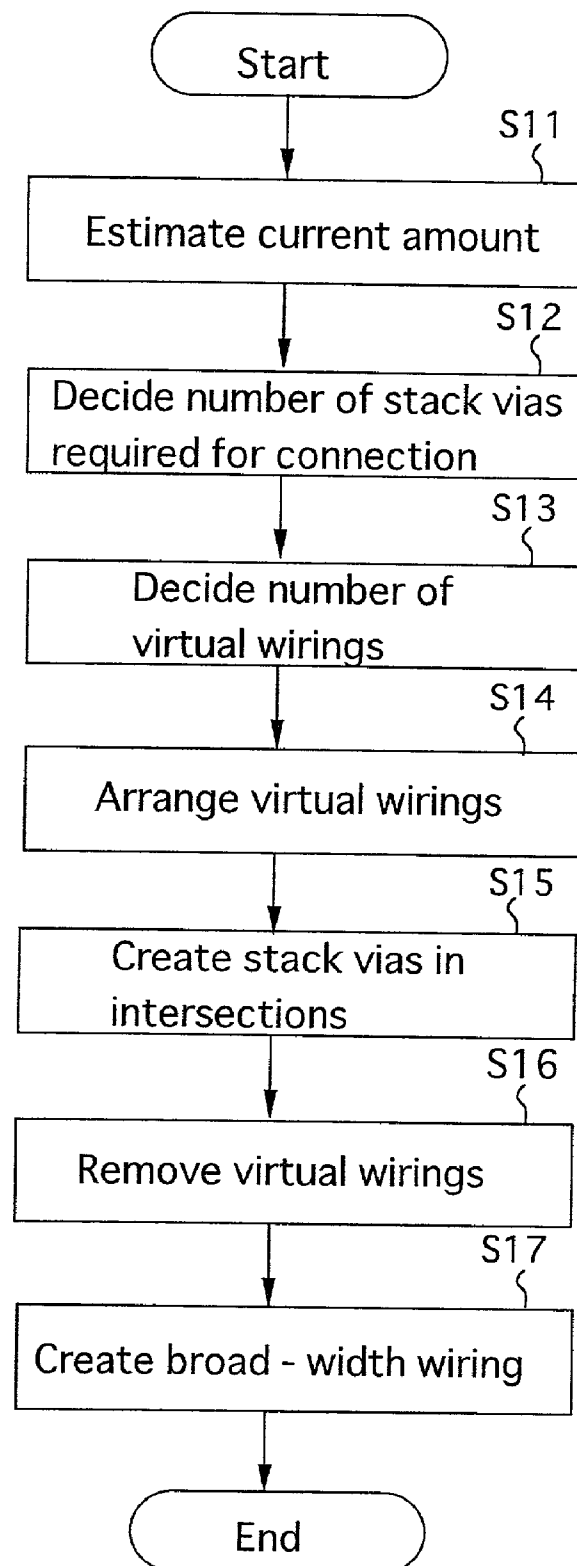 Start
S11
Estimate current amount
S12
Decide number of stack vias
required for connection
S13
Decide number of
virtual wirings
S14
Arrange virtual wirings
S15
Create stack vias in
intersections
S16
Remove virtual wirings
S17
Create broad - width wiring
End